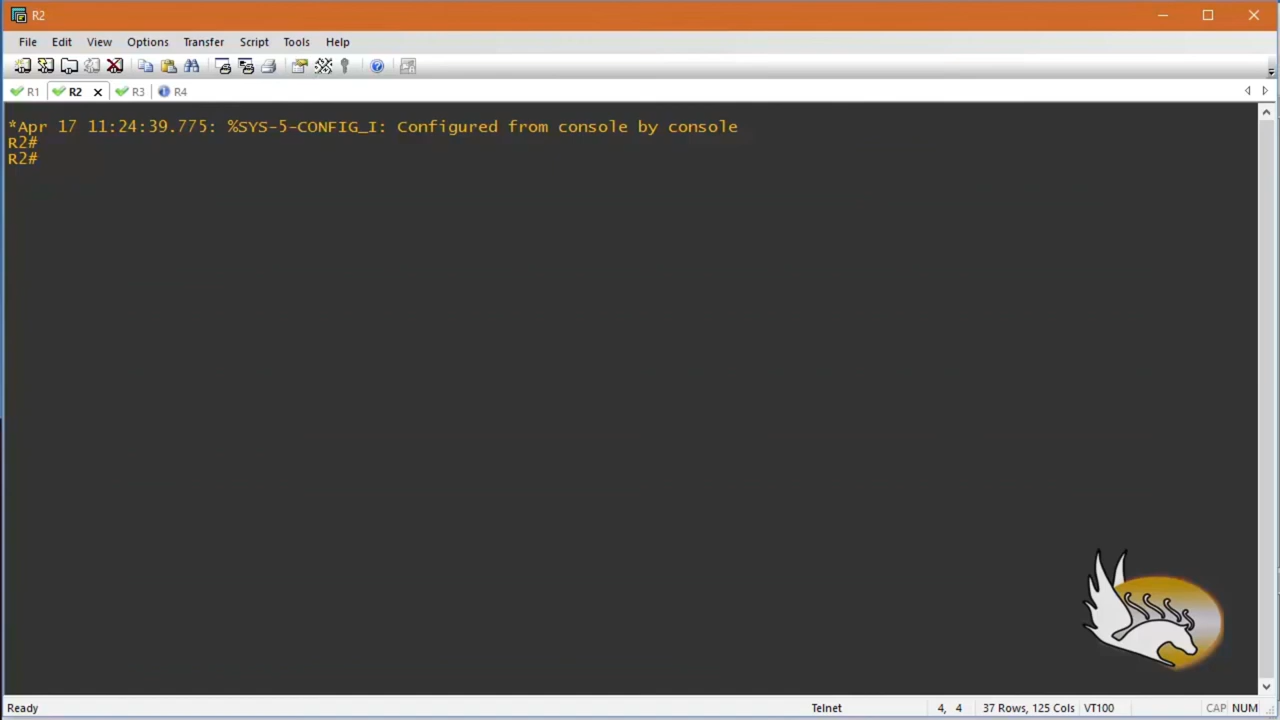 R2
File Edit View Options Transfer Script Tools Help
R1 R2 R3 R4
*Apr 17 11:24:39.775: %SYS-5-CONFIG_I: Configured from console by console
R2#
R2#
Ready Telnet 4, 4 37 Rows, 125 Cols VT100 CAP NUM